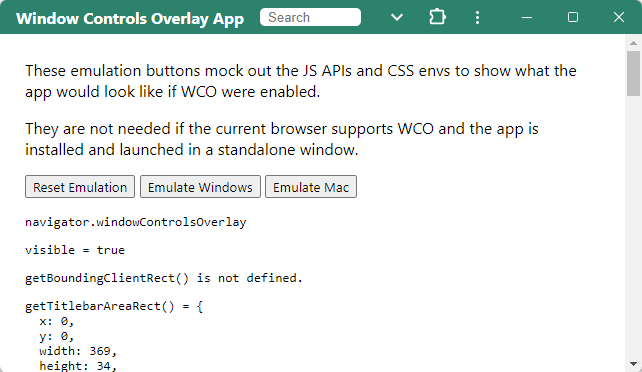 Window Controls Overlay App Search
These emulation buttons mock out the JS APIs and CSS envs to show what the
app would look like if WCO were enabled.
They are not needed if the current browser supports WCO and the app is
installed and launched in a standalone window.
Reset Emulation Emulate Windows Emulate Mac
navigator.windowControlsOverlay
visible = true
getBoundingClientRect() is not defined.
getTitlebarAreaRect() = {
x: 0,
y: 0,
width: 369,
height: 34,